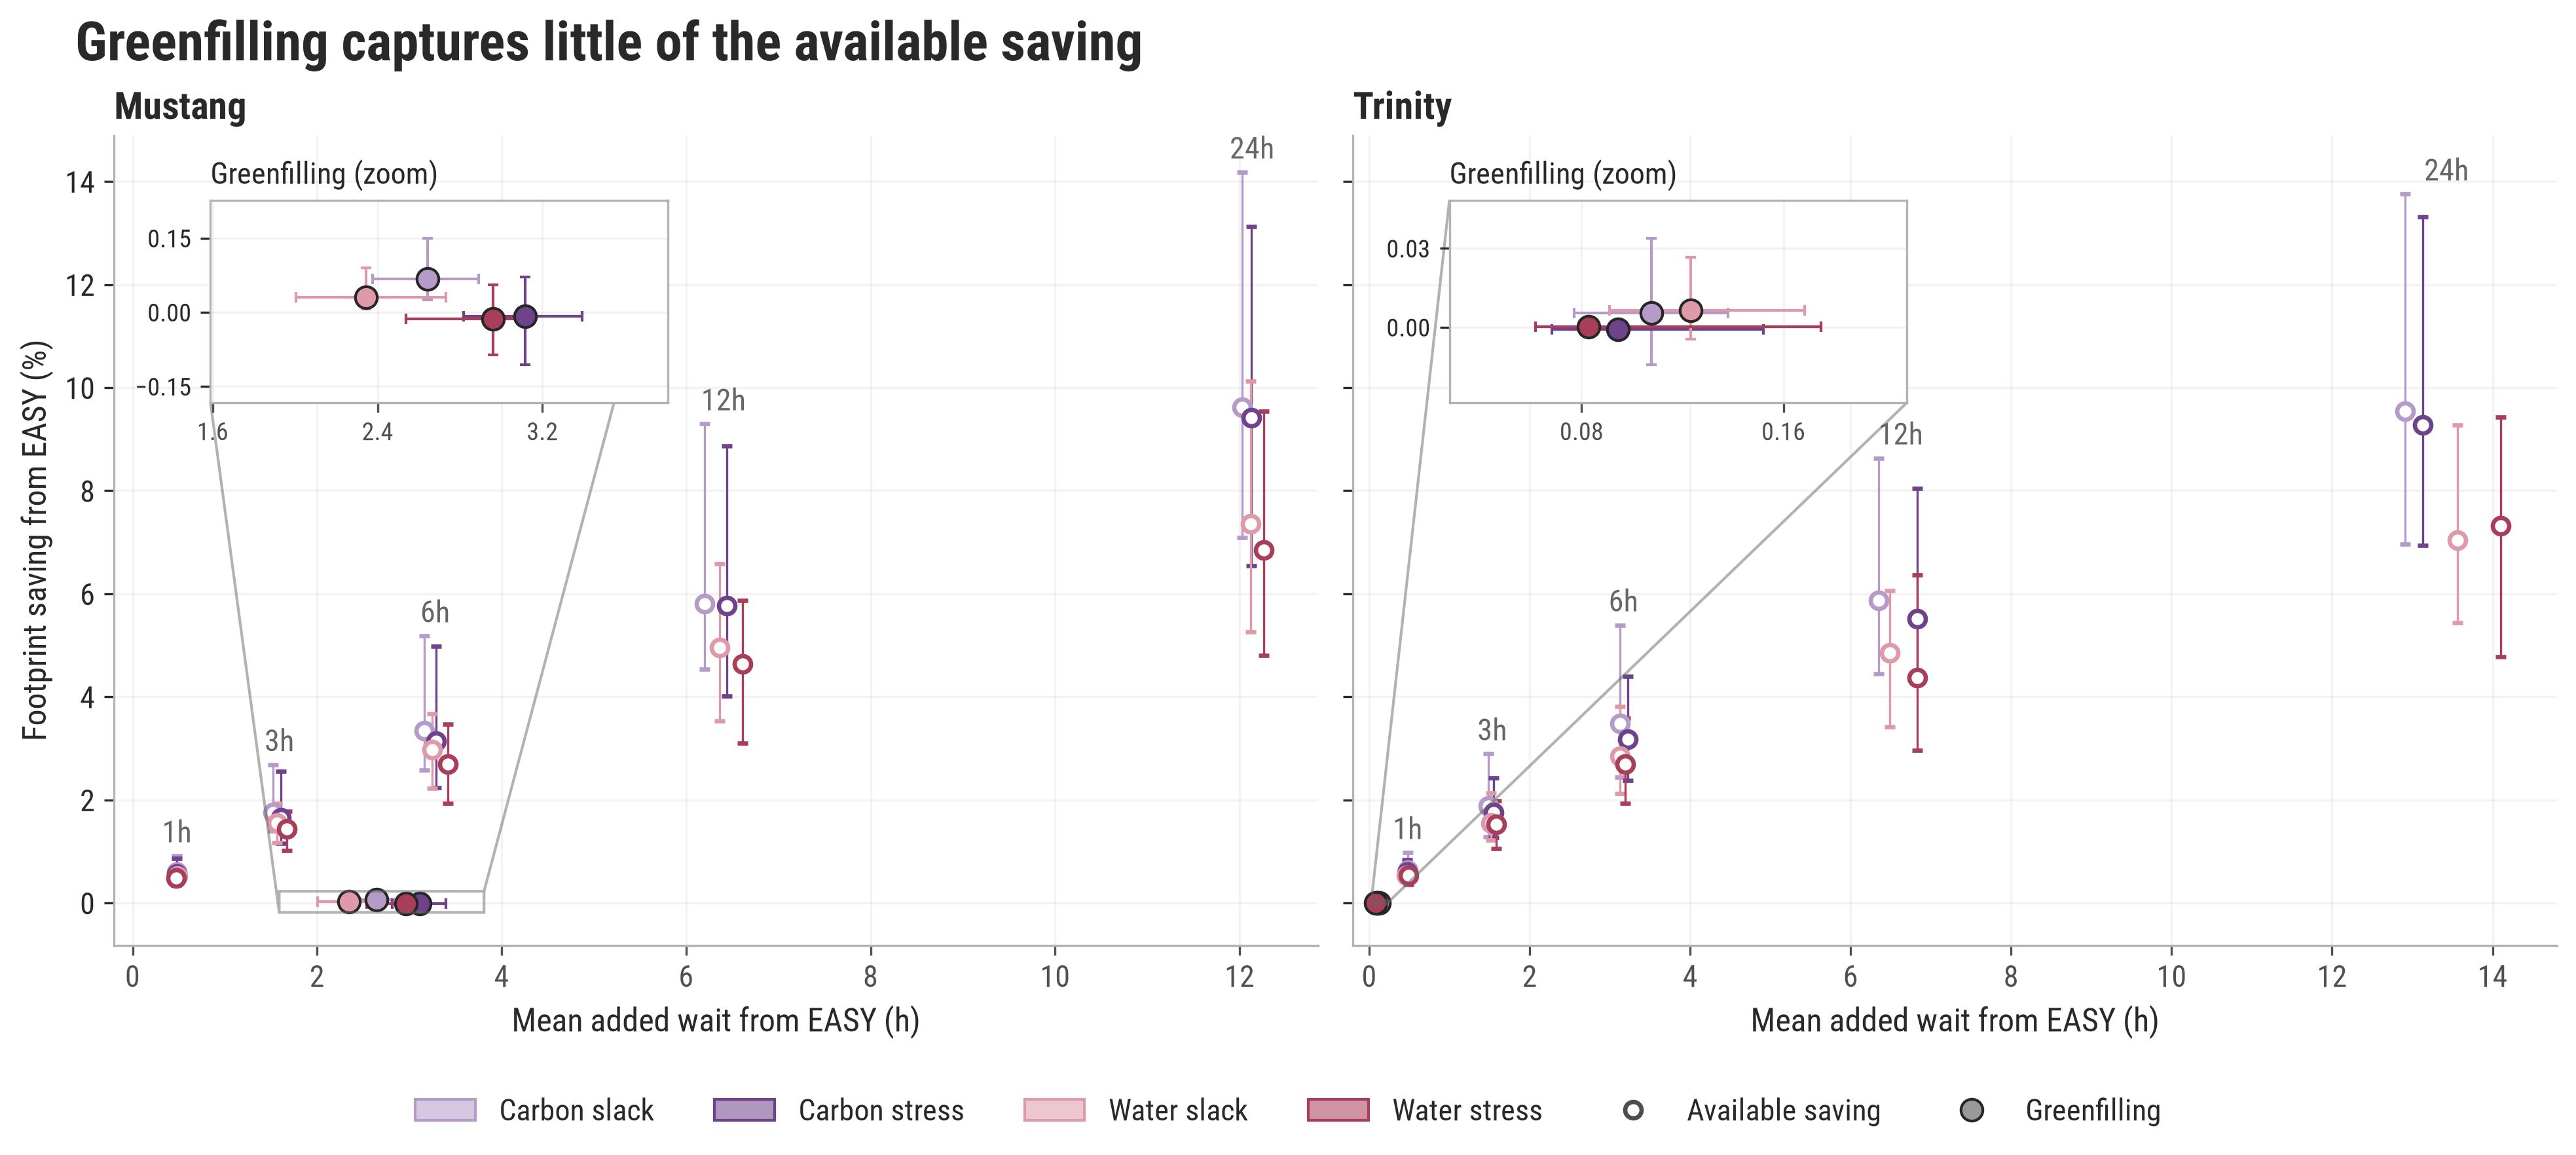 Greenfilling captures little of the available saving
Mustang
Trinity
Footprint saving from EASY (%)
14
12
10
8
6
4
2
0
Greenfilling (zoom)
0.15
0.00
−0.15
1.6
2.4
3.2
1h
3h
6h
12h
24h
0
2
4
6
8
10
12
Mean added wait from EASY (h)
Greenfilling (zoom)
0.03
0.00
0.08
0.16
1h
3h
6h
12h
24h
0
2
4
6
8
10
12
14
Mean added wait from EASY (h)
Carbon slack
Carbon stress
Water slack
Water stress
Available saving
Greenfilling